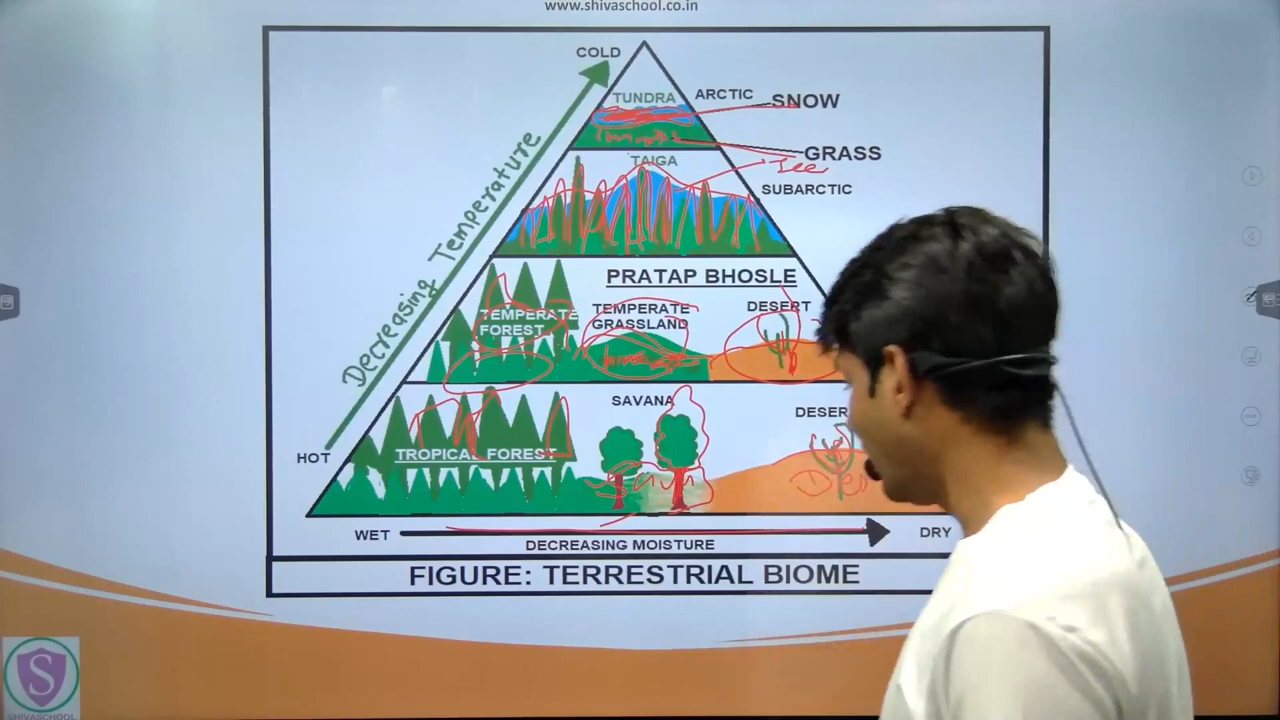 www.shivaschool.co.in
COLD
TUNDRA
ARCTIC
SNOW
GRASS
TAIGA
SUBARCTIC
Decreasing Temperature
PRATAP BHOSLE
TEMPERATE
FOREST
TEMPERATE
GRASSLAND
DESERT
SAVANA
DESER
HOT
TROPICAL FOREST
WET
DECREASING MOISTURE
DRY
FIGURE: TERRESTRIAL BIOME
S
SHIVASCHOOL